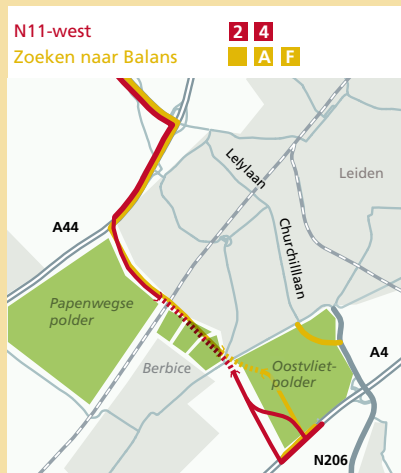 N11-west 2 4
Zoeken naar Balans A F
Lelylaan
Leiden
A44
Churchilllaan
Papenwegse
polder
Berbice
Oostvliet-
polder
A4
N206